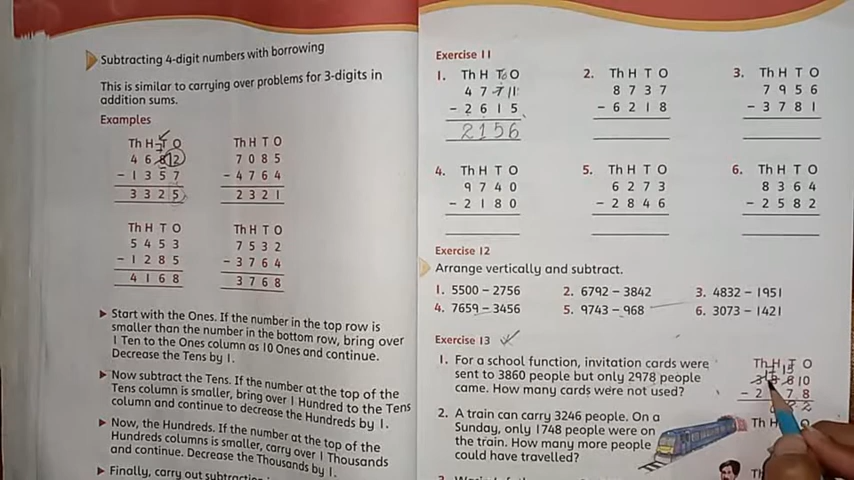 Subtracting 4-digit numbers with borrowing
This is similar to carrying over problems for 3-digits in
addition sums.
Examples
Th H T O
4 6 8 12
- 1 3 5 7
3 3 2 5
Th H T O
7 0 8 5
- 4 7 6 4
2 3 2 1
Th H T O
5 4 5 3
- 1 2 8 5
4 1 6 8
Th H T O
7 5 3 2
- 3 7 6 4
3 7 6 8
Start with the Ones. If the number in the top row is
smaller than the number in the bottom row, bring over
1 Ten to the Ones column as 10 Ones and continue.
Decrease the Tens by 1.
Now subtract the Tens. If the number at the top of the
Tens column is smaller, bring over 1 Hundred to the Tens
column and continue to decrease the Hundreds by 1.
Now, the Hundreds. If the number at the top of the
Hundreds columns is smaller, carry over 1 Thousands
and continue. Decrease the Thousands by 1.
Finally, carry out subtraction
Exercise 11
1. Th H T O
4 7 7 11
- 2 6 1 5
2156
2. Th H T O
8 7 3 7
- 6 2 1 8
3. Th H T O
7 9 5 6
- 3 7 8 1
4. Th H T O
9 7 4 0
- 2 1 8 0
5. Th H T O
6 2 7 3
- 2 8 4 6
6. Th H T O
8 3 6 4
- 2 5 8 2
Exercise 12
Arrange vertically and subtract.
1. 5500 - 2756
2. 6792 - 3842
3. 4832 - 1951
4. 7659 - 3456
5. 9743 - 968
6. 3073 - 1421
Exercise 13
1. For a school function, invitation cards were
sent to 3860 people but only 2978 people
came. How many cards were not used?
Th H T O
- 2 7 8
2. A train can carry 3246 people. On a
Sunday, only 1748 people were on
the train. How many more people
could have travelled?
Th H O
3.
Th